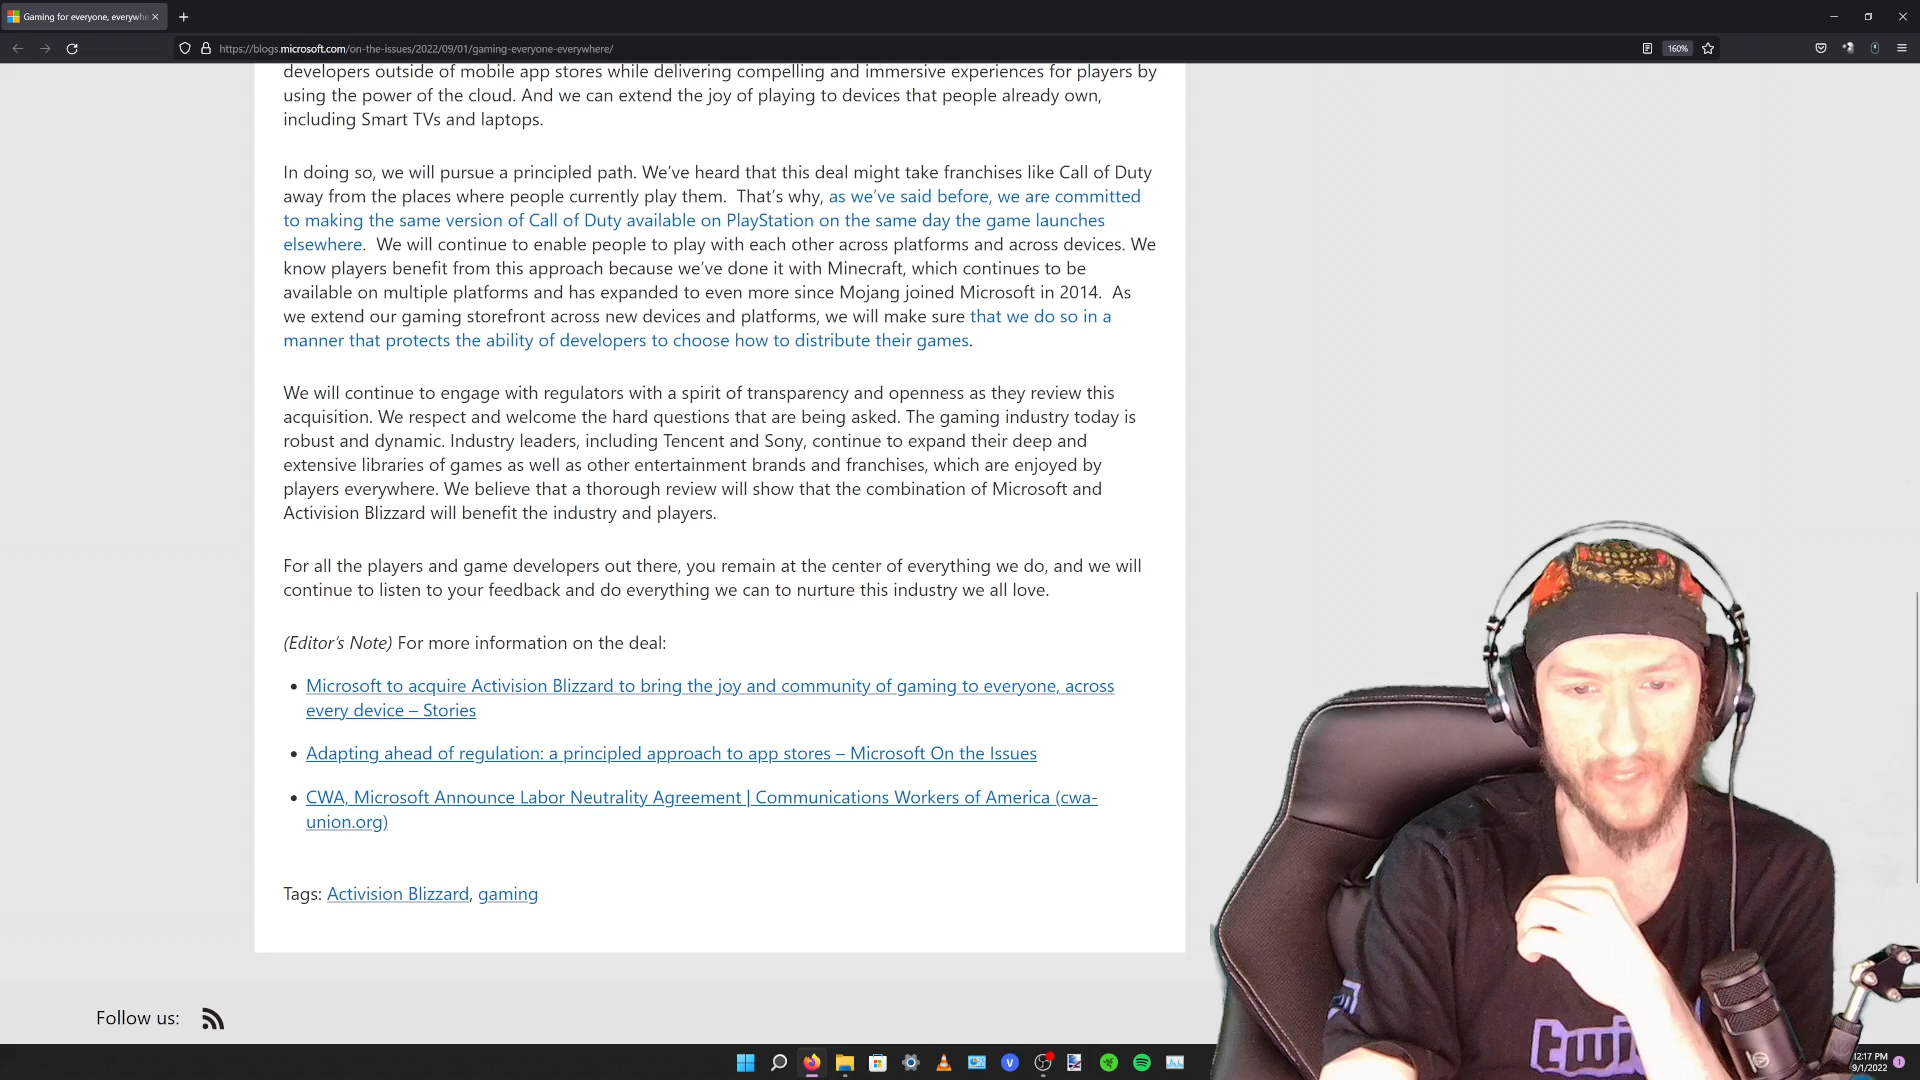 Gaming for everyone, everywhe
https://blogs.microsoft.com/on-the-issues/2022/09/01/gaming-everyone-everywhere/
160%
developers outside of mobile app stores while delivering compelling and immersive experiences for players by
using the power of the cloud. And we can extend the joy of playing to devices that people already own,
including Smart TVs and laptops.
In doing so, we will pursue a principled path. We’ve heard that this deal might take franchises like Call of Duty
away from the places where people currently play them.  That’s why, as we’ve said before, we are committed
to making the same version of Call of Duty available on PlayStation on the same day the game launches
elsewhere.  We will continue to enable people to play with each other across platforms and across devices. We
know players benefit from this approach because we’ve done it with Minecraft, which continues to be
available on multiple platforms and has expanded to even more since Mojang joined Microsoft in 2014.  As
we extend our gaming storefront across new devices and platforms, we will make sure that we do so in a
manner that protects the ability of developers to choose how to distribute their games.
We will continue to engage with regulators with a spirit of transparency and openness as they review this
acquisition. We respect and welcome the hard questions that are being asked. The gaming industry today is
robust and dynamic. Industry leaders, including Tencent and Sony, continue to expand their deep and
extensive libraries of games as well as other entertainment brands and franchises, which are enjoyed by
players everywhere. We believe that a thorough review will show that the combination of Microsoft and
Activision Blizzard will benefit the industry and players.
For all the players and game developers out there, you remain at the center of everything we do, and we will
continue to listen to your feedback and do everything we can to nurture this industry we all love.
(Editor’s Note) For more information on the deal:
• Microsoft to acquire Activision Blizzard to bring the joy and community of gaming to everyone, across
every device – Stories
• Adapting ahead of regulation: a principled approach to app stores – Microsoft On the Issues
• CWA, Microsoft Announce Labor Neutrality Agreement | Communications Workers of America (cwa-
union.org)
Tags: Activision Blizzard, gaming
Follow us:
12:17 PM
9/1/2022
1